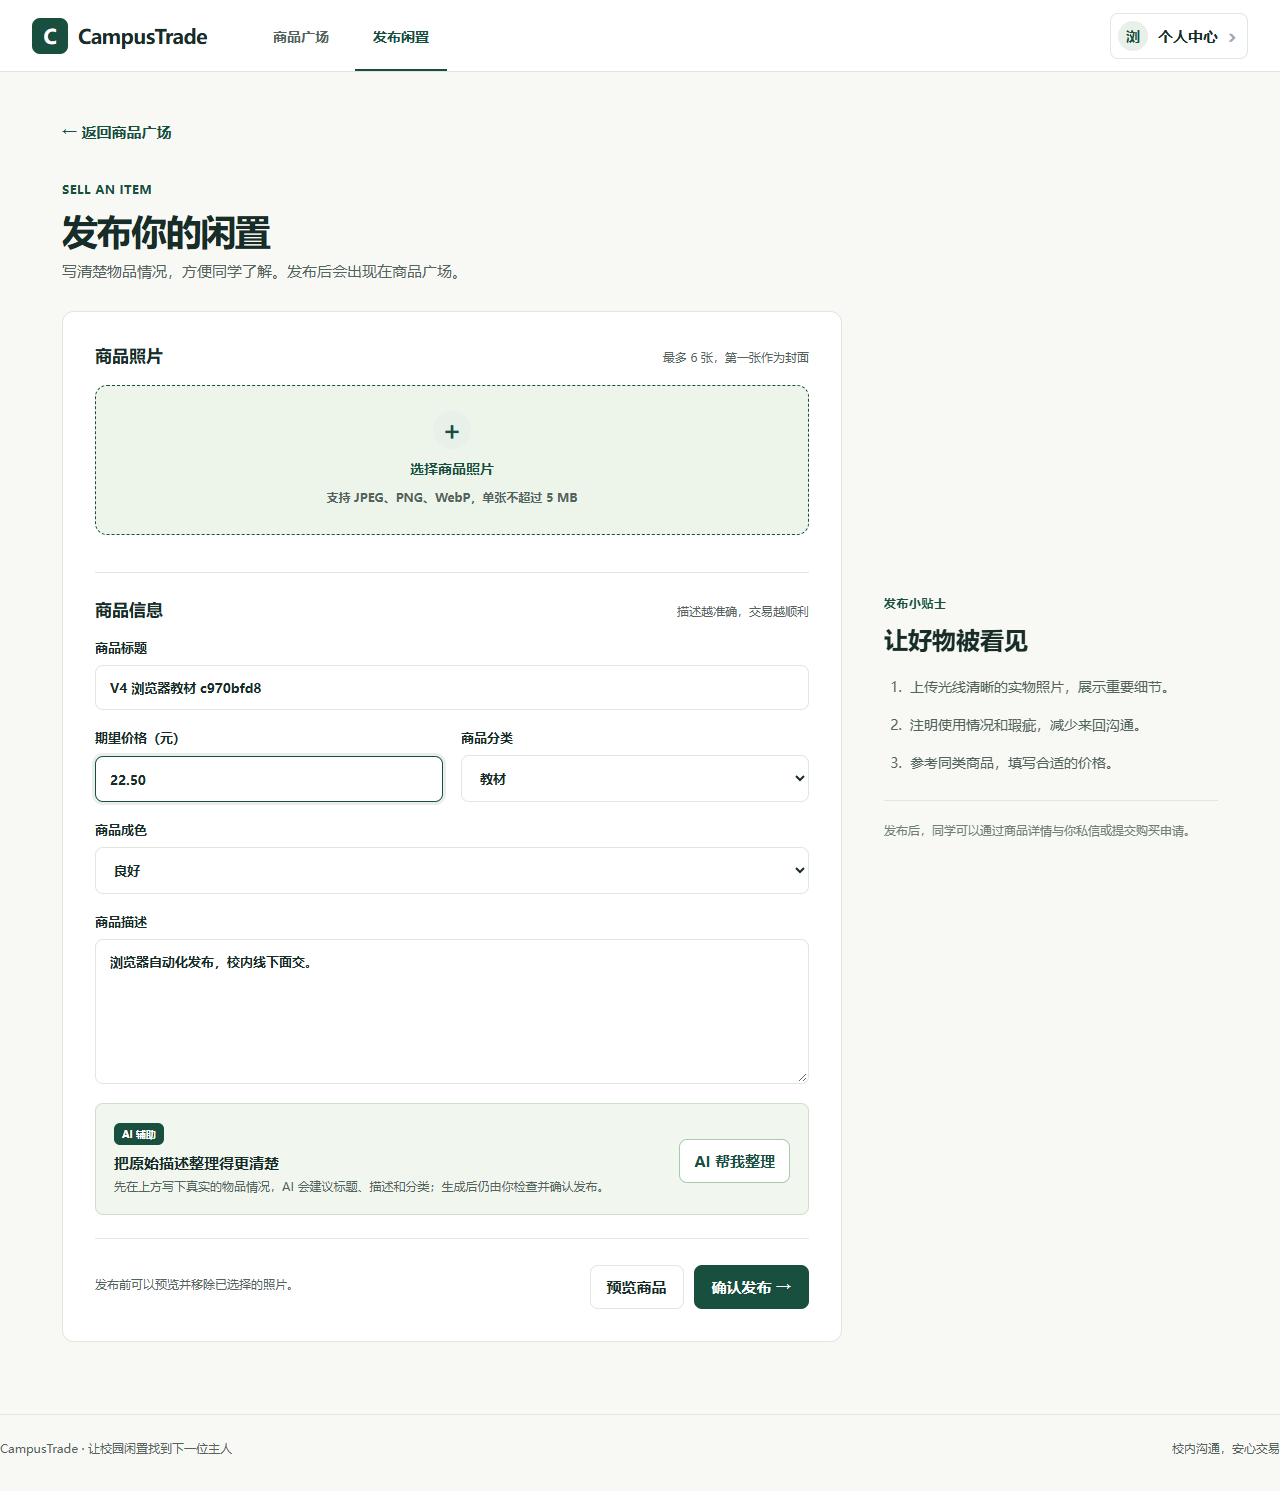 C CampusTrade 商品广场 发布闲置 浏 个人中心 ›
← 返回商品广场
SELL AN ITEM
发布你的闲置
写清楚物品情况，方便同学了解。发布后会出现在商品广场。
商品照片 最多 6 张，第一张作为封面
+
选择商品照片
支持 JPEG、PNG、WebP，单张不超过 5 MB
商品信息 描述越准确，交易越顺利
商品标题
V4 浏览器教材 c970bfd8
期望价格（元） 商品分类
22.50 教材
商品成色
良好
商品描述
浏览器自动化发布，校内线下面交。
AI 辅助
把原始描述整理得更清楚
先在上方写下真实的物品情况，AI 会建议标题、描述和分类；生成后仍由你检查并确认发布。
AI 帮我整理
发布前可以预览并移除已选择的照片。
预览商品 确认发布 →
发布小贴士
让好物被看见
1. 上传光线清晰的实物照片，展示重要细节。
2. 注明使用情况和瑕疵，减少来回沟通。
3. 参考同类商品，填写合适的价格。
发布后，同学可以通过商品详情与你私信或提交购买申请。
CampusTrade · 让校园闲置找到下一位主人 校内沟通，安心交易